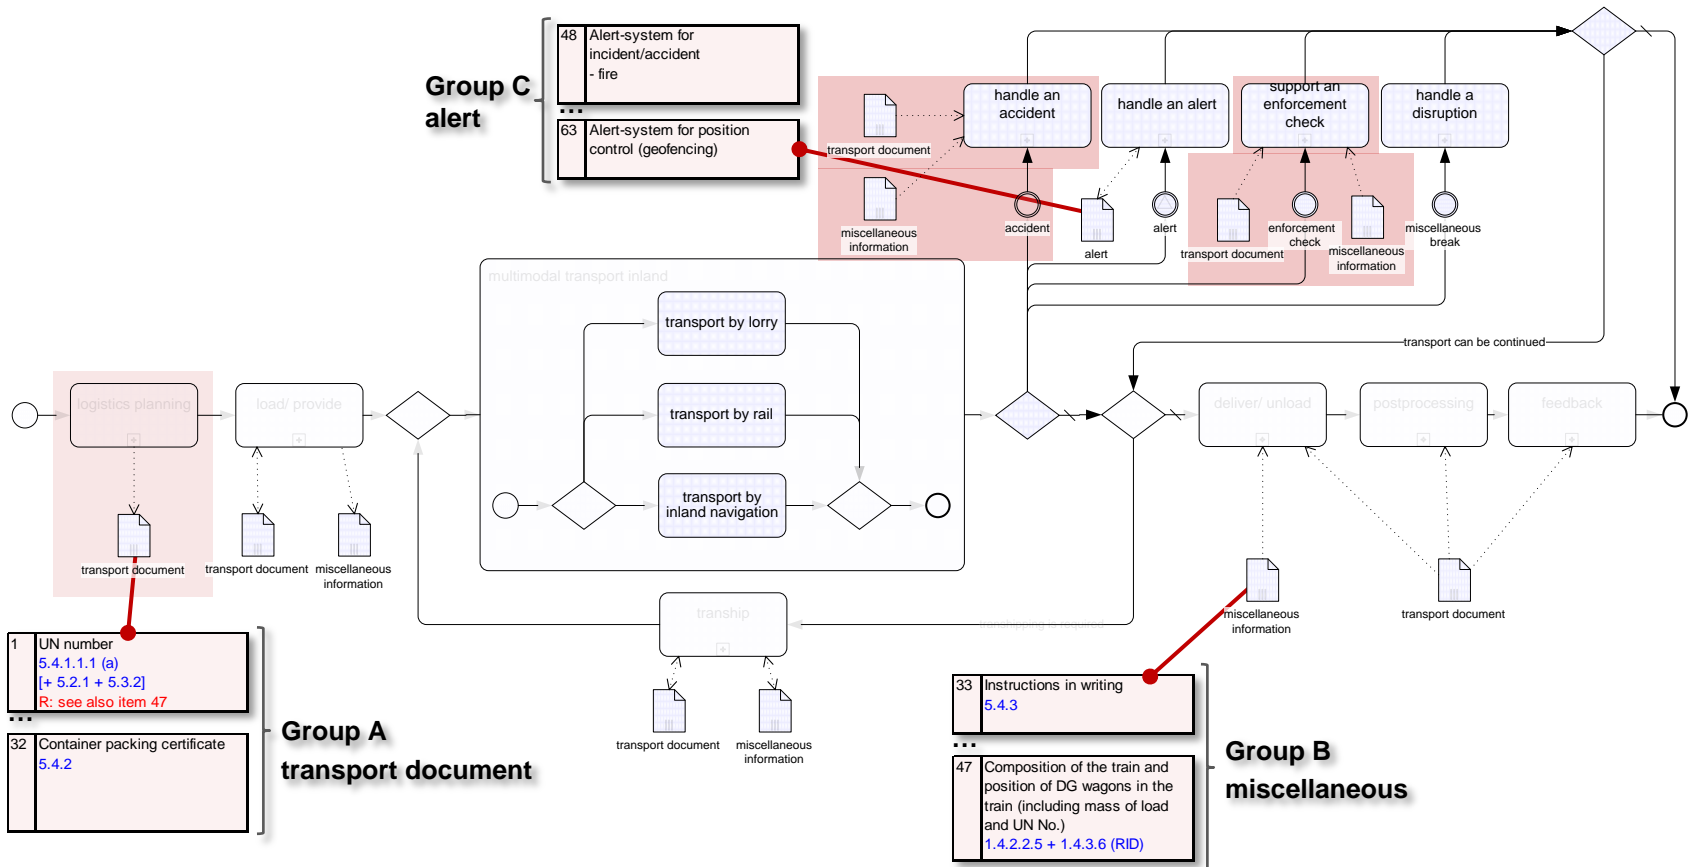 48 Alert-system for
incident/accident
- fire
...
63 Alert-system for position
control (geofencing)
Group C
alert
handle an
accident
handle an alert
support an
enforcement
check
handle a
disruption
transport document
miscellaneous
information
accident
alert
alert
transport document
enforcement
check
miscellaneous
information
miscellaneous
break
multimodal transport inland
transport by lorry
transport by rail
transport by
inland navigation
transport can be continued
logistics planning
load/ provide
deliver/ unload
postprocessing
feedback
transport document
transport document
miscellaneous
information
miscellaneous
information
transport document
tranship
transhipping is required
transport document
miscellaneous
information
1 UN number
5.4.1.1.1 (a)
[+ 5.2.1 + 5.3.2]
R: see also item 47
...
32 Container packing certificate
5.4.2
Group A
transport document
33 Instructions in writing
5.4.3
...
47 Composition of the train and
position of DG wagons in the
train (including mass of load
and UN No.)
1.4.2.2.5 + 1.4.3.6 (RID)
Group B
miscellaneous